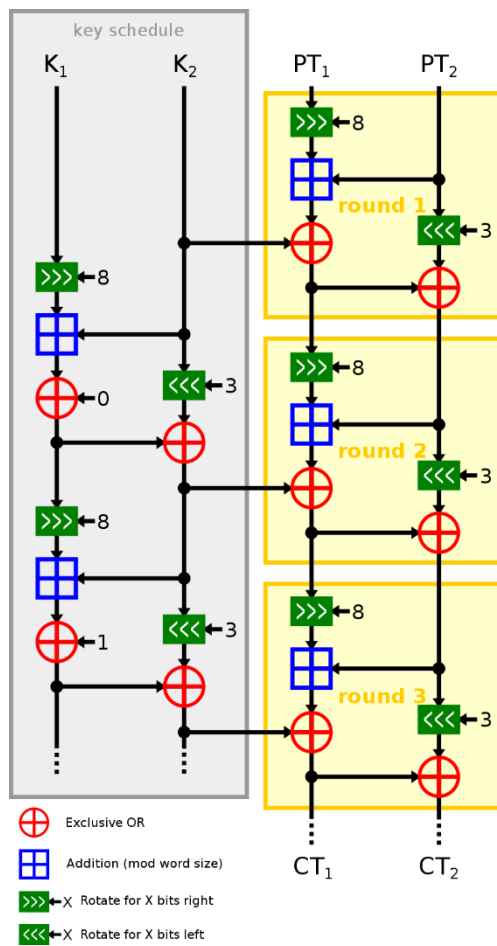 key schedule
K1 K2 PT1 PT2
>>> 8
round 1
<<< 3
>>> 8
0
<<< 3
>>> 8
round 2
<<< 3
>>> 8
1
<<< 3
>>> 8
round 3
<<< 3
CT1 CT2
Exclusive OR
Addition (mod word size)
>>> X Rotate for X bits right
<<< X Rotate for X bits left